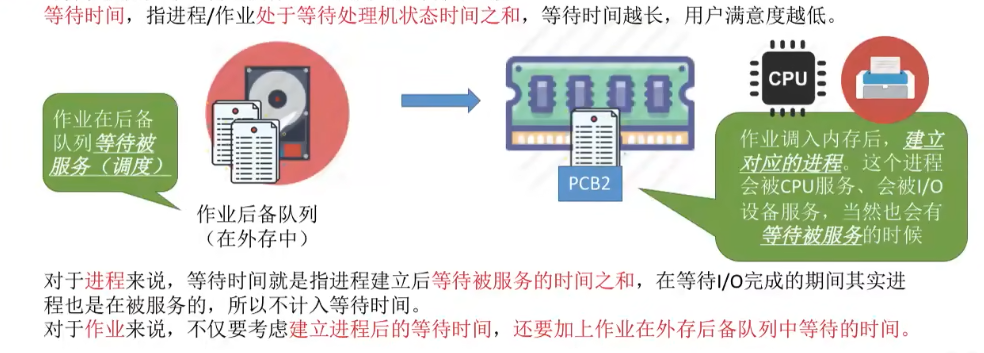 等待时间，指进程/作业处于等待处理机状态时间之和，等待时间越长，用户满意度越低。
作业在后备
队列等待被
服务（调度）
作业后备队列
（在外存中）
PCB2
CPU
作业调入内存后，建立
对应的进程。这个进程
会被CPU服务、会被I/O
设备服务，当然也会有
等待被服务的时候
对于进程来说，等待时间就是指进程建立后等待被服务的时间之和，在等待I/O完成的期间其实进
程也是在被服务的，所以不计入等待时间。
对于作业来说，不仅要考虑建立进程后的等待时间，还要加上作业在外存后备队列中等待的时间。